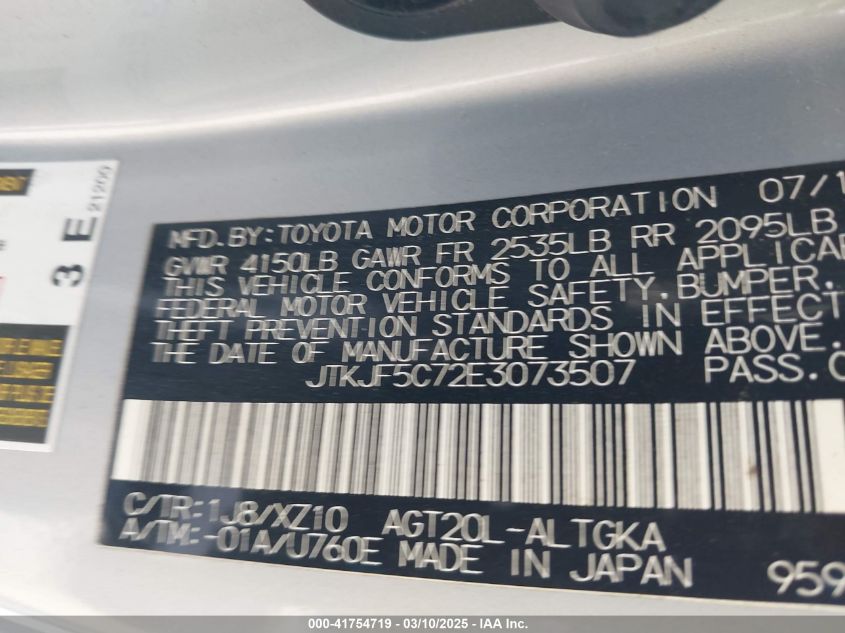 MENT
3 E
21200
MFD.BY:TOYOTA MOTOR CORPORATION 07/1
GVWR 4150LB GAWR FR 2535LB RR 2095LB
THIS VEHICLE CONFORMS TO ALL APPLICA
FEDERAL MOTOR VEHICLE SAFETY,BUMPER,
THEFT PREVENTION STANDARDS IN EFFECT
THE DATE OF MANUFACTURE SHOWN ABOVE.
JTKJF5C72E3073507 PASS.C
C/TR:1J8/XZ10 AGT20L-ALTGKA
A/TM:-01A/U760E MADE IN JAPAN 959
000-41754719 - 03/10/2025 - IAA Inc.